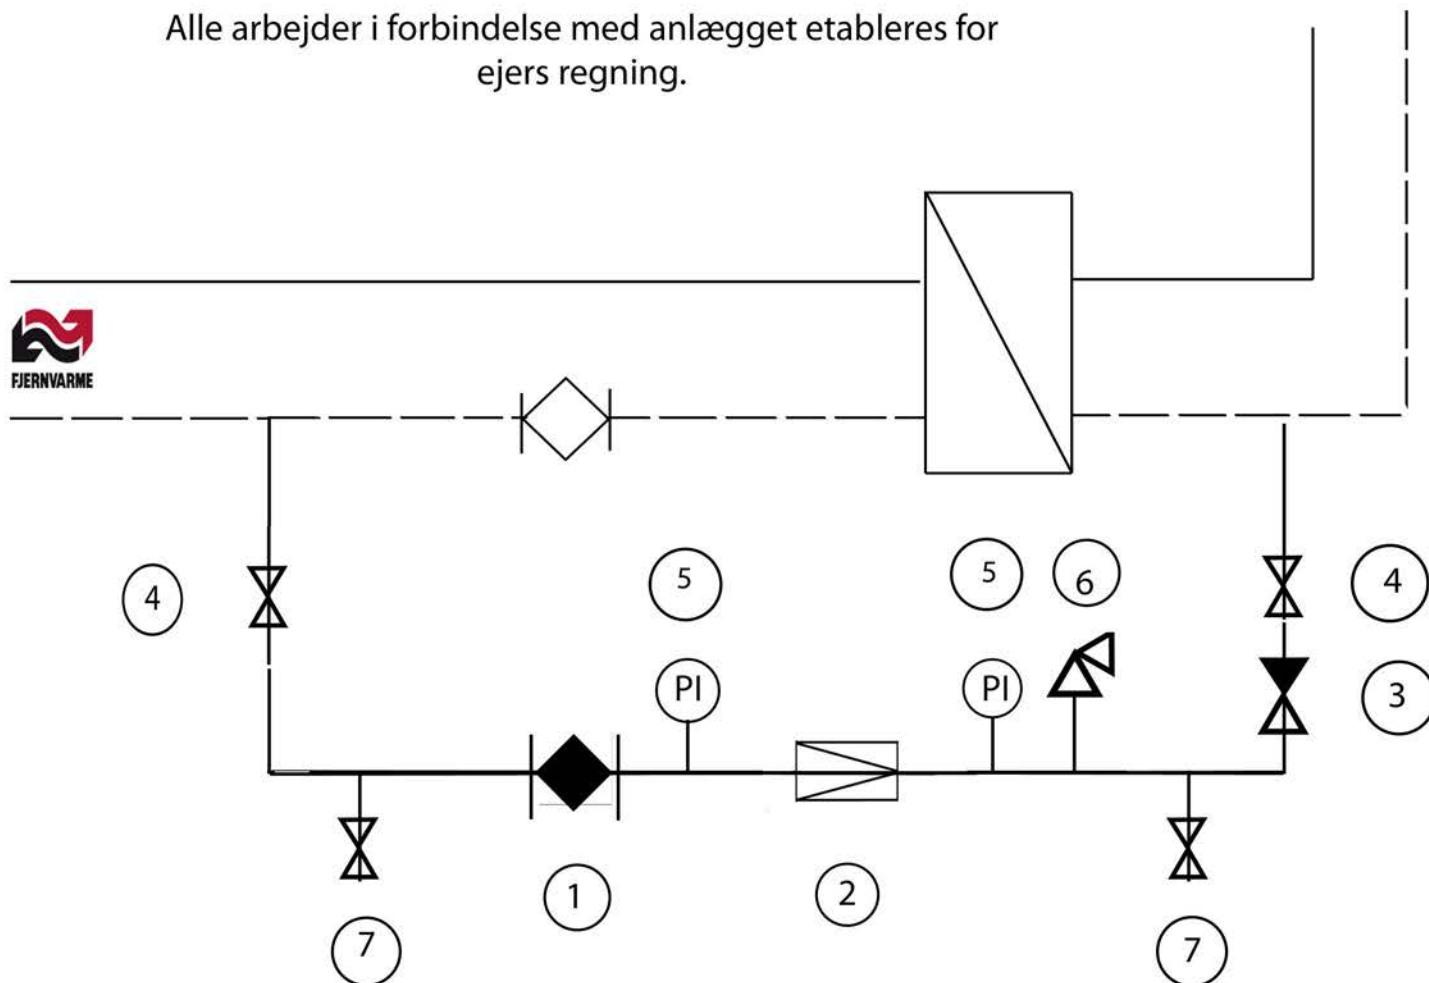 Alle arbejder i forbindelse med anlægget etableres for
ejers regning.
FJERNVARME
5
5
6
4
4
PI
PI
3
1
2
7
7